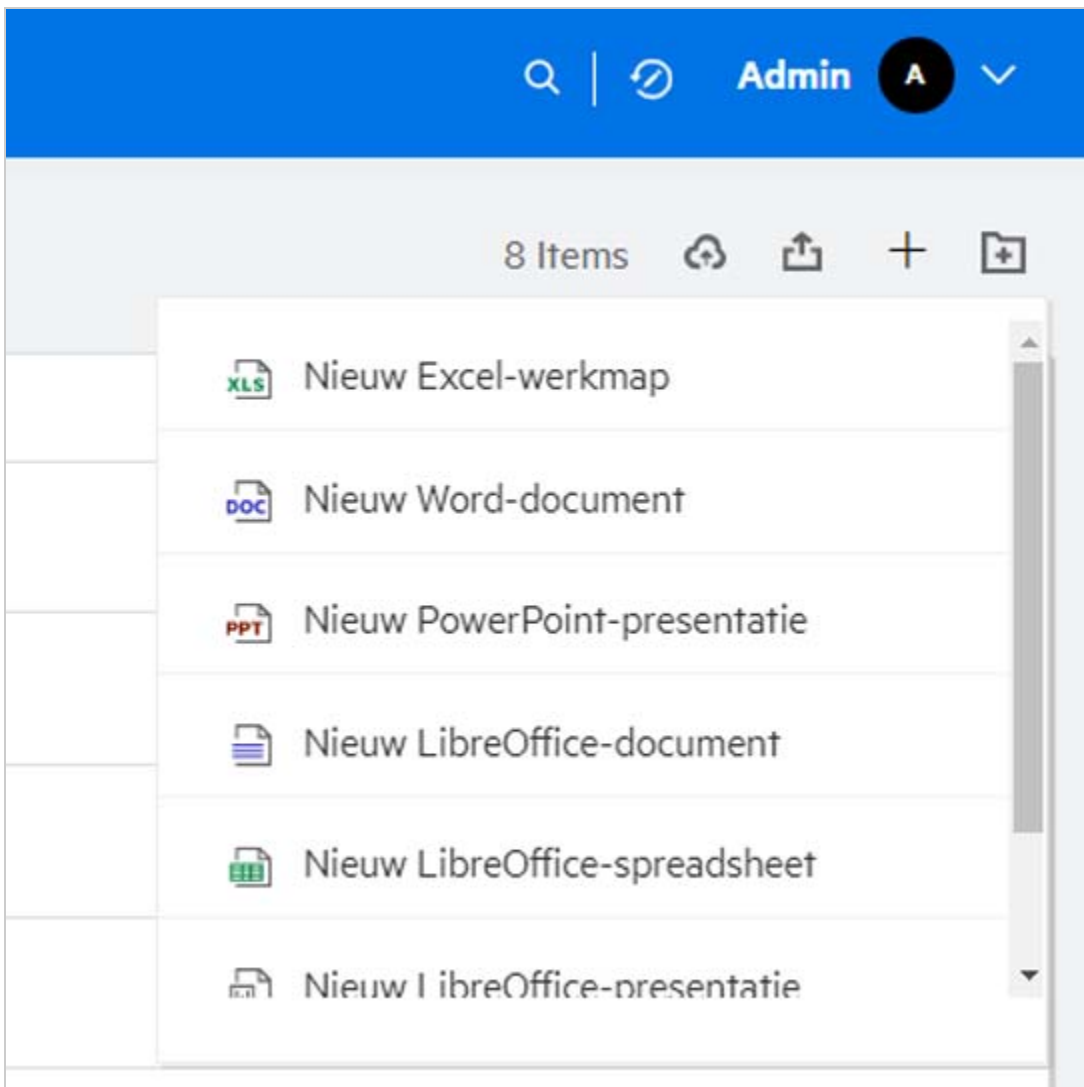 Admin A
8 Items
XLS Nieuw Excel-werkmap
DOC Nieuw Word-document
PPT Nieuw PowerPoint-presentatie
Nieuw LibreOffice-document
Nieuw LibreOffice-spreadsheet
Nieuw LibreOffice-presentatie